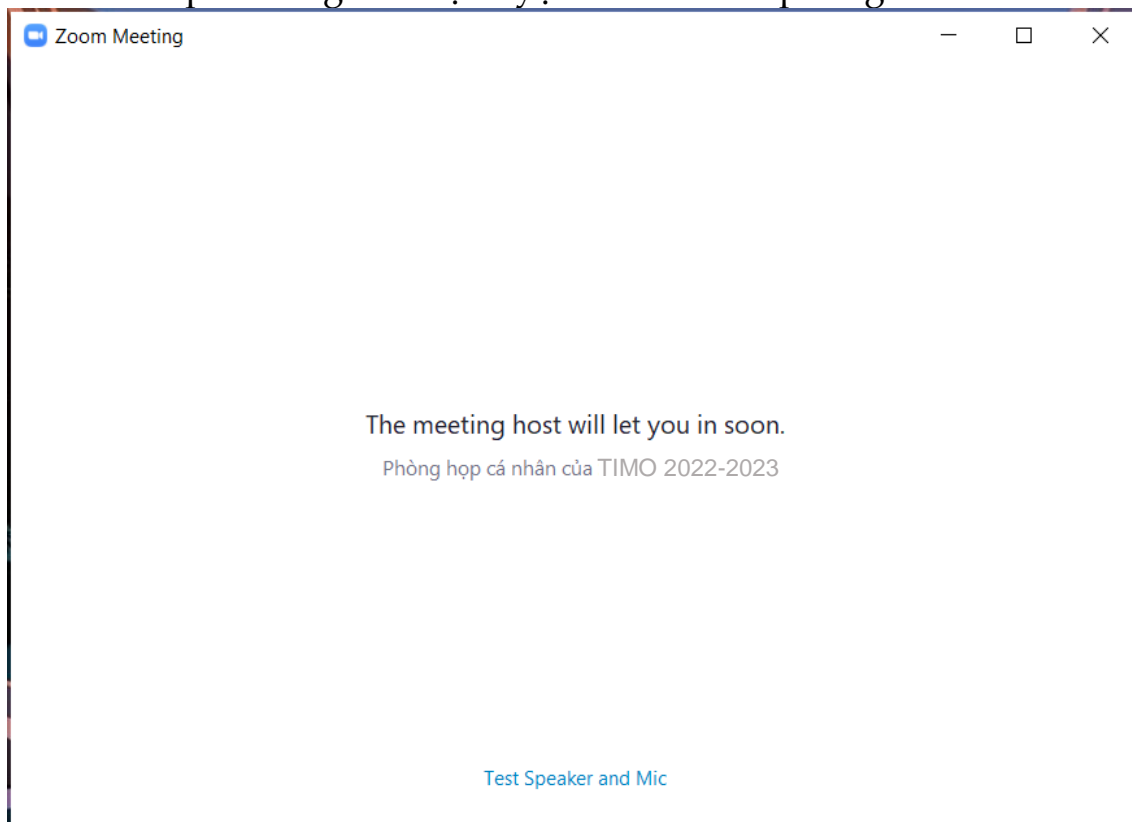 Zoom Meeting
The meeting host will let you in soon.
Phòng họp cá nhân của TIMO 2022-2023
Test Speaker and Mic